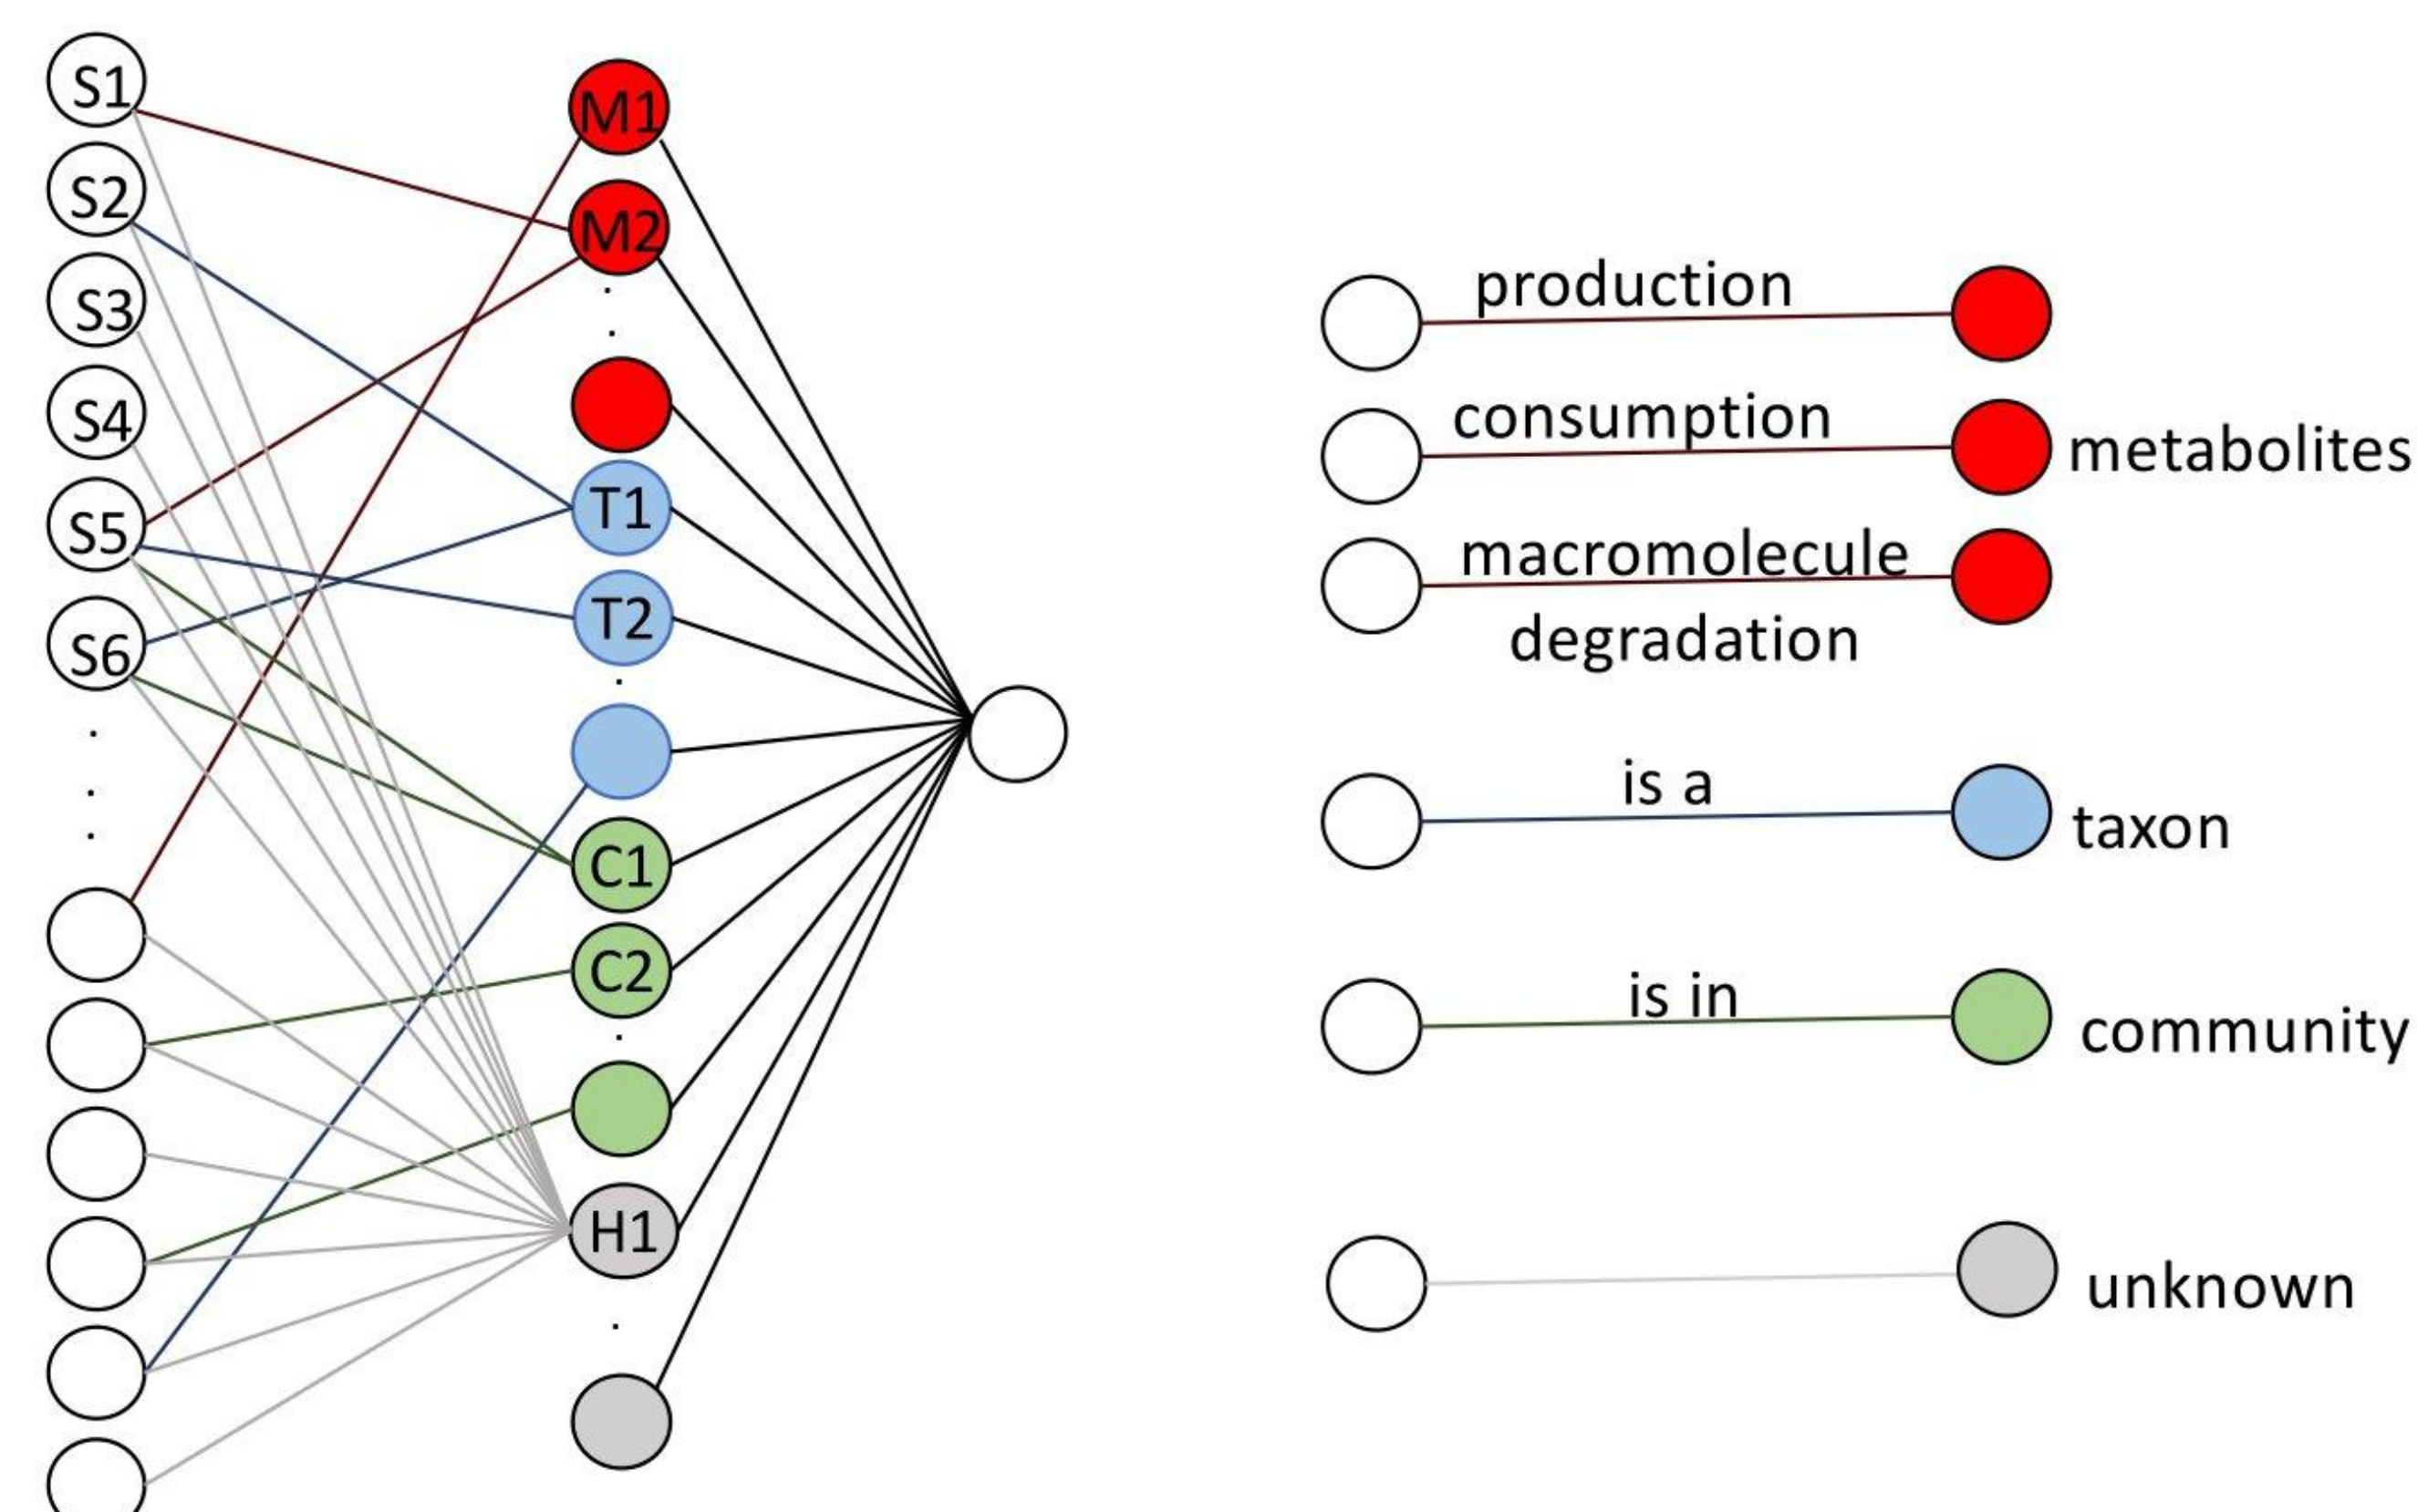 S1
S2
S3
S4
S5
S6
M1
M2
T1
T2
C1
C2
H1
production
consumption
metabolites
macromolecule
degradation
is a
taxon
is in
community
unknown